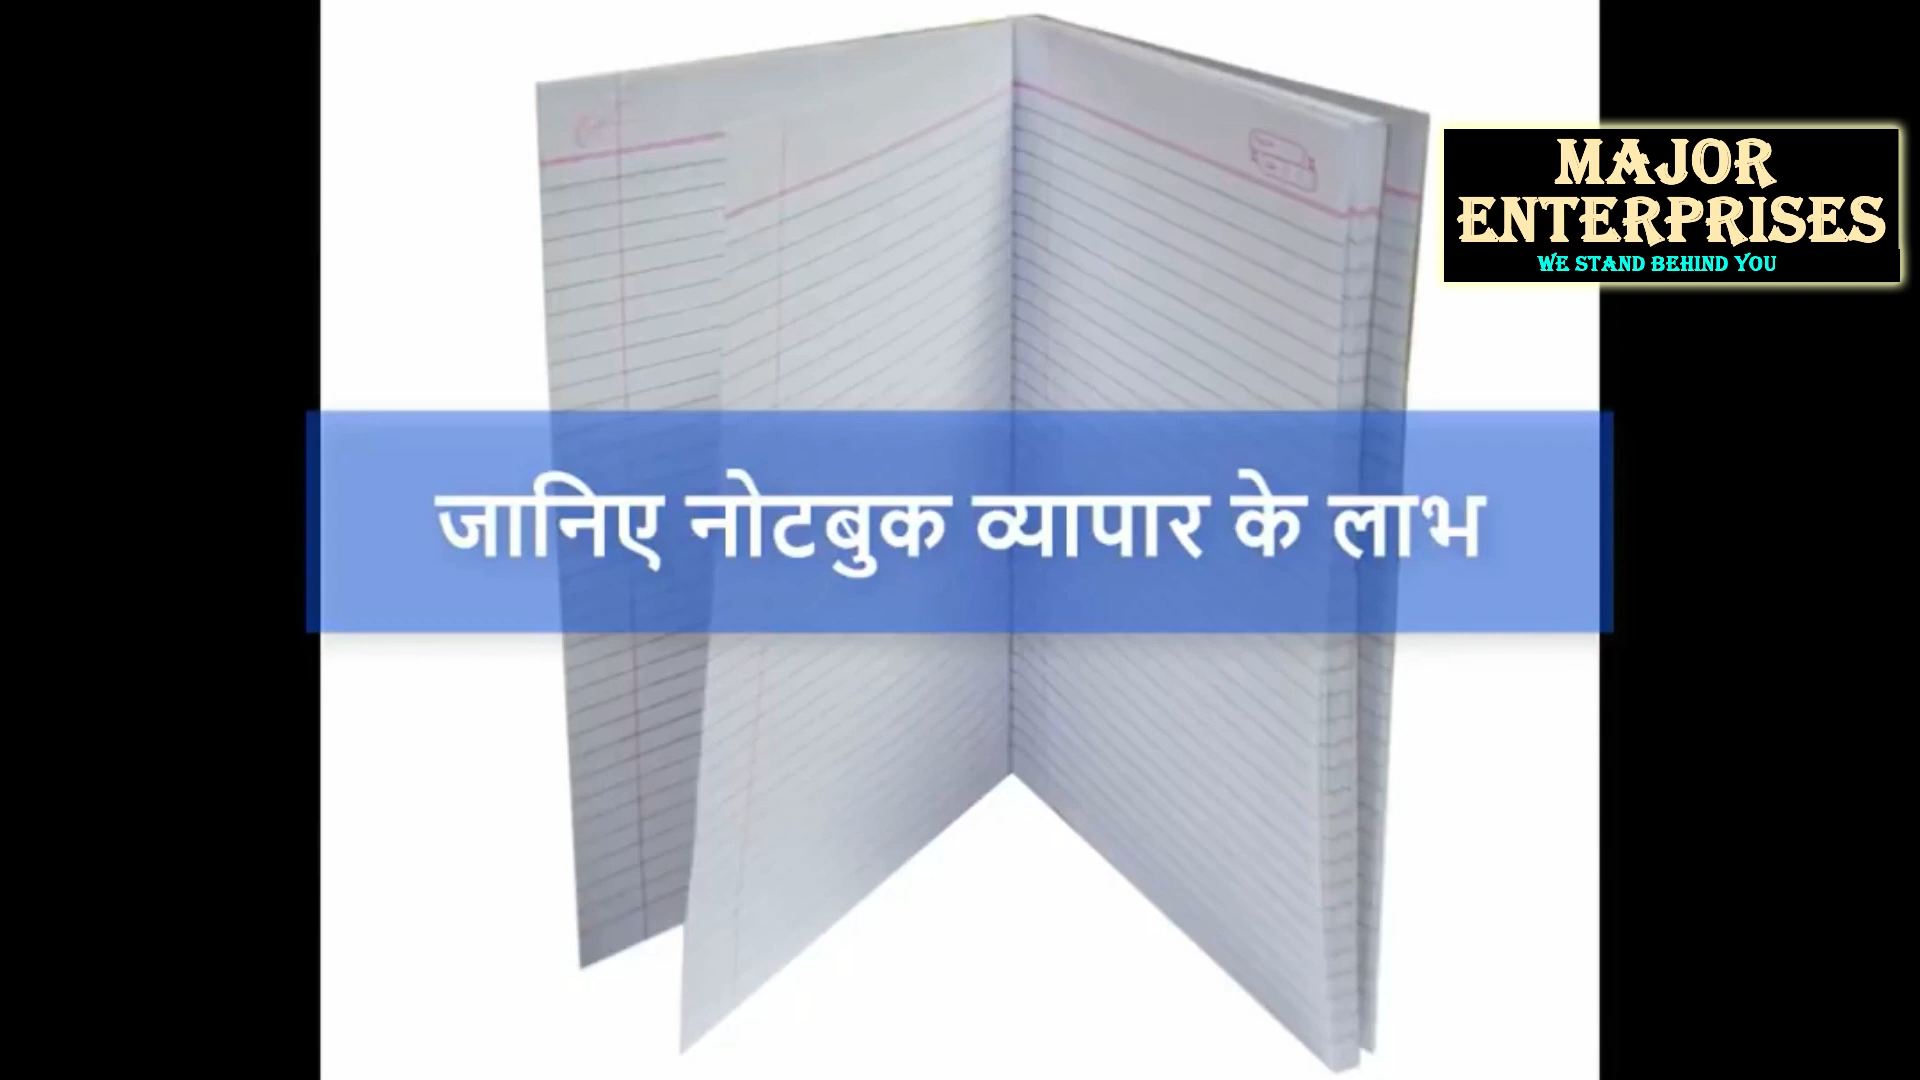 MAJOR
ENTERPRISES
WE STAND BEHIND YOU
जानिए नोटबुक व्यापार के लाभ